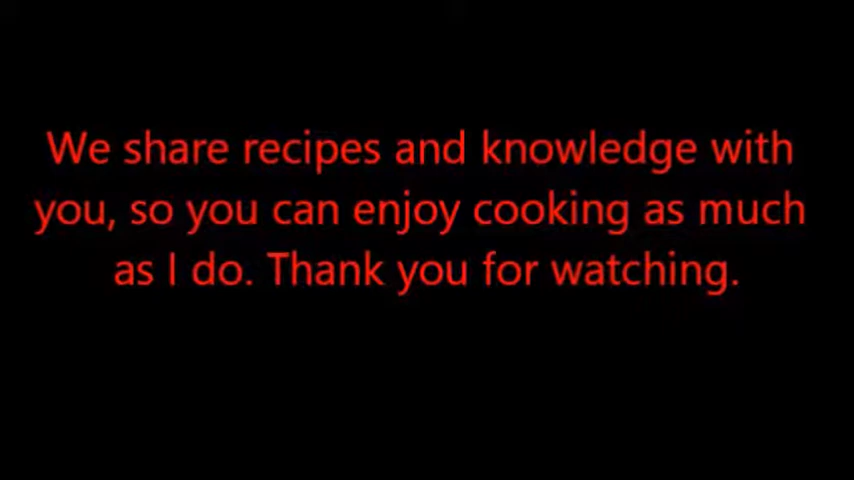 We share recipes and knowledge with
you, so you can enjoy cooking as much
as I do. Thank you for watching.